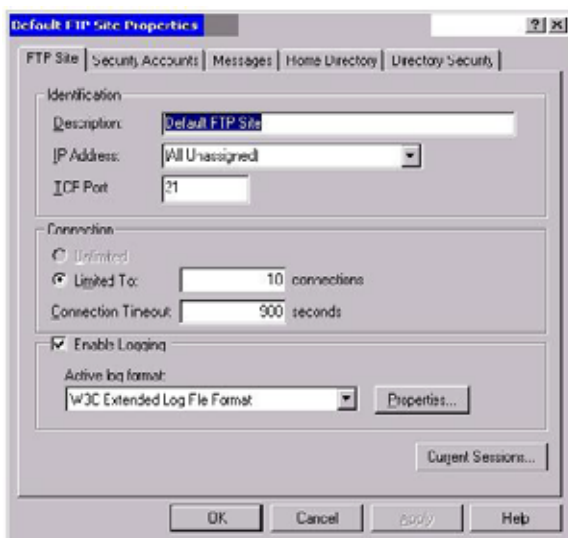 Default FTP Site Properties
FTP Site Security Accounts Messages Home Directory Directory Security
Identification
Description: Default FTP Site
IP Address: (All Unassigned)
TCP Port: 21
Connection
Unlimited
Limited To: 10 connections
Connection Timeout: 900 seconds
Enable Logging
Active log format:
W3C Extended Log File Format Properties...
Current Sessions...
OK Cancel Apply Help